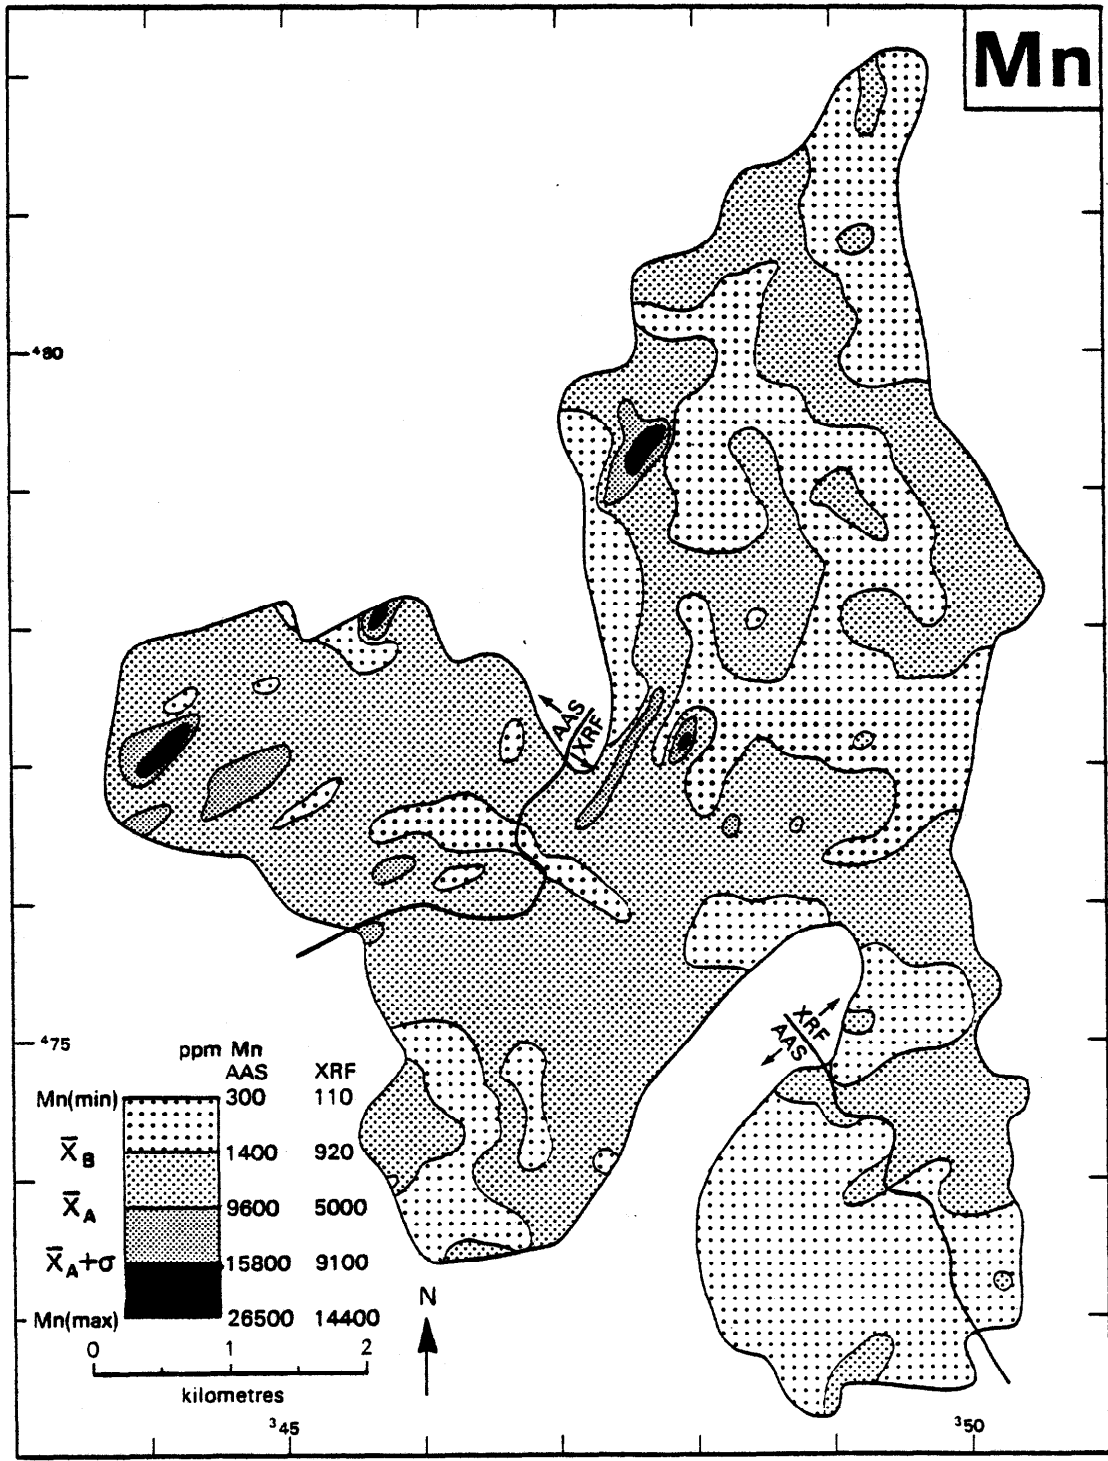 Mn
⁴80
AAS
XRF
⁴75
XRF
AAS
ppm Mn
AAS XRF
Mn(min) 300 110
X̅B 1400 920
X̅A 9600 5000
X̅A+σ 15800 9100
Mn(max) 26500 14400
N
0 1 2
kilometres
³45
³50